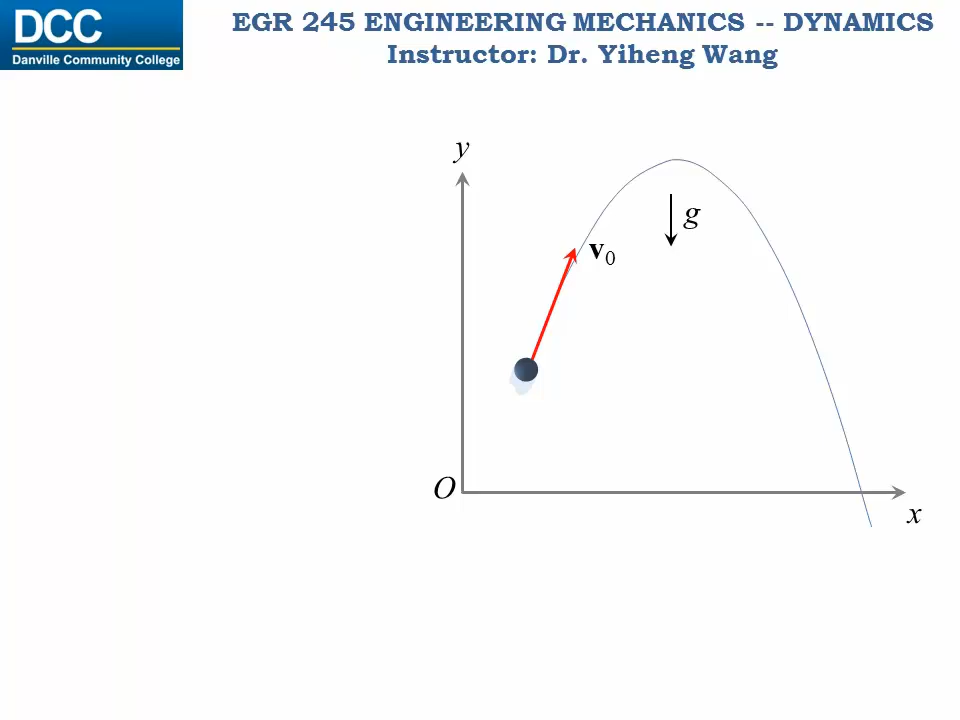 DCC
Danville Community College
EGR 245 ENGINEERING MECHANICS -- DYNAMICS
Instructor: Dr. Yiheng Wang
y
g
v0
O
x